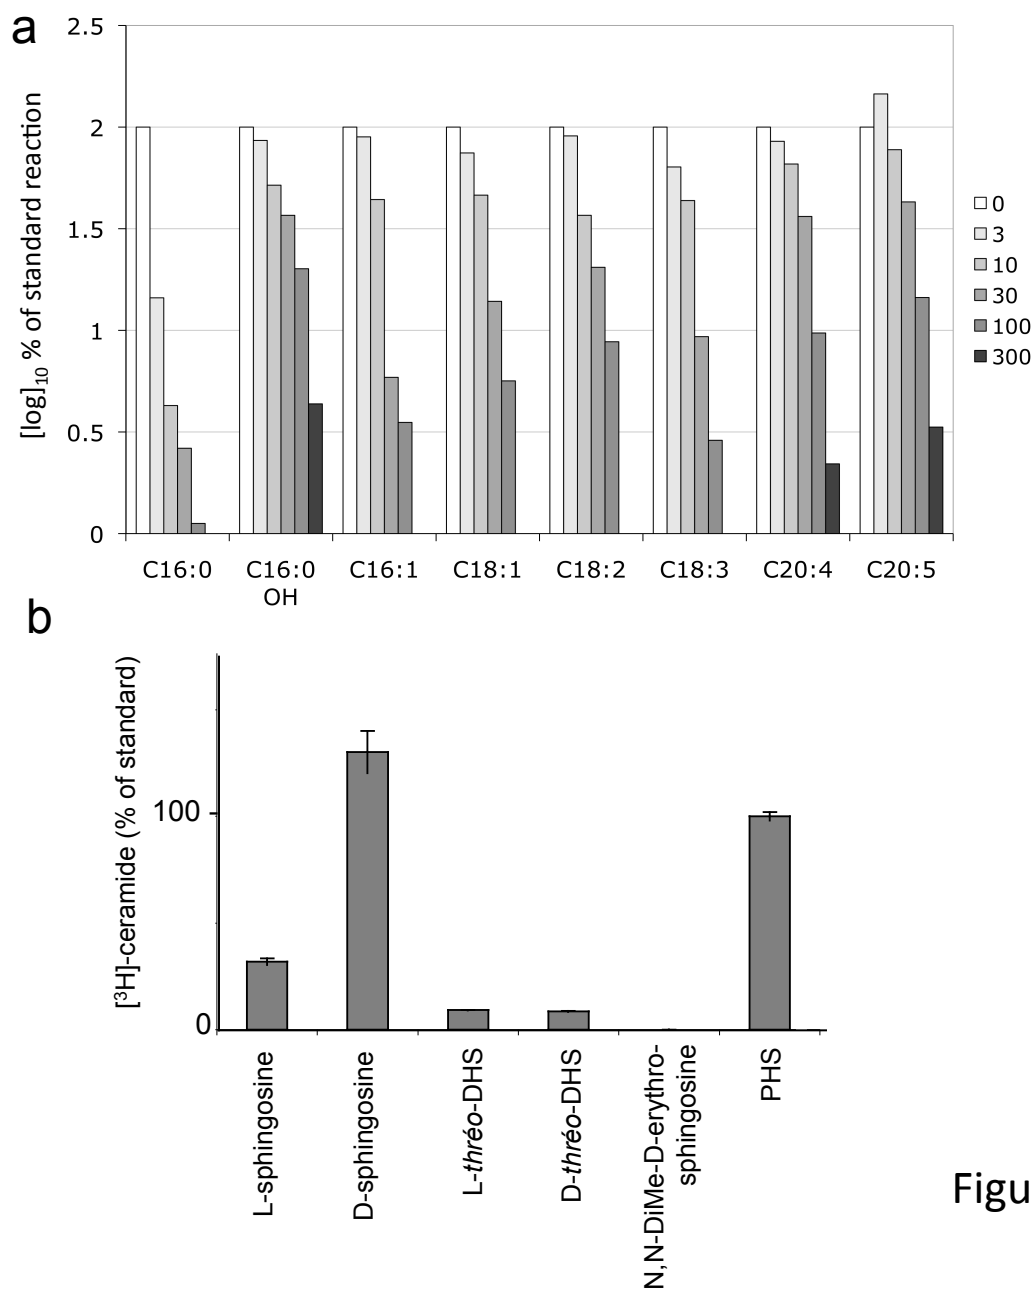 a
[log]10 % of standard reaction
2.5
2
1.5
1
0.5
0
C16:0
C16:0
OH
C16:1
C18:1
C18:2
C18:3
C20:4
C20:5
0
3
10
30
100
300
b
[3H]-ceramide (% of standard)
100
0
L-sphingosine
D-sphingosine
L-thréo-DHS
D-thréo-DHS
N,N-DiMe-D-erythro-
sphingosine
PHS
Figu